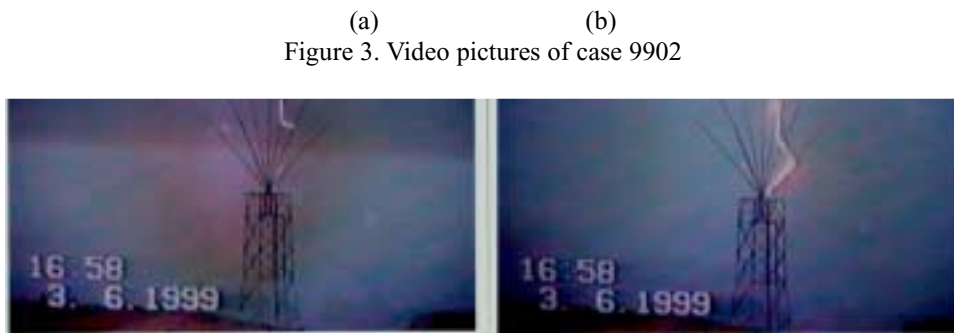 (a) (b)
Figure 3. Video pictures of case 9902
16 58
3. 6.1999
16 58
3. 6.1999